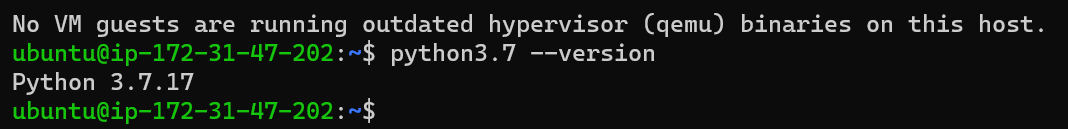 No VM guests are running outdated hypervisor (qemu) binaries on this host.
ubuntu@ip-172-31-47-202:~$ python3.7 --version
Python 3.7.17
ubuntu@ip-172-31-47-202:~$